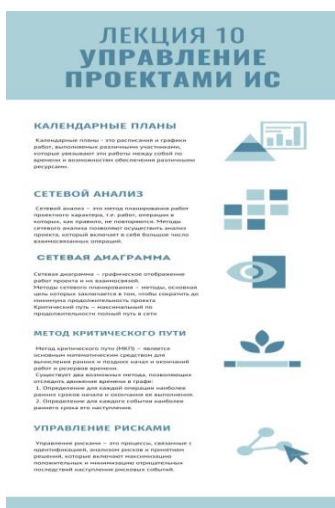 ЛЕКЦИЯ 10
УПРАВЛЕНИЕ
ПРОЕКТАМИ ИС
КАЛЕНДАРНЫЕ ПЛАНЫ
Календарные планы - это расписания и графики
работ, выполняемых различными участниками,
которые увязывают эти работы между собой по
времени и возможностям обеспечения различными
ресурсами.
СЕТЕВОЙ АНАЛИЗ
Сетевой анализ – это метод планирования работ
проектного характера, т.е. работ, операции в
которых, как правило, не повторяются. Методы
сетевого анализа позволяют осуществить анализ
проекта, который включает в себя большое число
взаимосвязанных операций.
СЕТЕВАЯ ДИАГРАММА
Сетевая диаграмма – графическое отображение
работ проекта и их взаимосвязей.
Методы сетевого планирования – методы, основная
цель которых заключается в том, чтобы сократить до
минимума продолжительность проекта
Критический путь – максимальный по
продолжительности полный путь в сети
МЕТОД КРИТИЧЕСКОГО ПУТИ
Метод критического пути (МКП) – является
основным математическим средством для
вычисления ранних и поздних начал и окончаний
работ и резервов времени.
Существует два возможных метода, позволяющих
отследить движение времени в графе:
1. Определение для каждой операции наиболее
ранних сроков начала и окончания ее выполнения.
2. Определение для каждого события наиболее
раннего срока его наступления.
УПРАВЛЕНИЕ РИСКАМИ
Управление рисками – это процессы, связанные с
идентификацией, анализом рисков и принятием
решений, которые включают максимизацию
положительных и минимизацию отрицательных
последствий наступления рисковых событий.